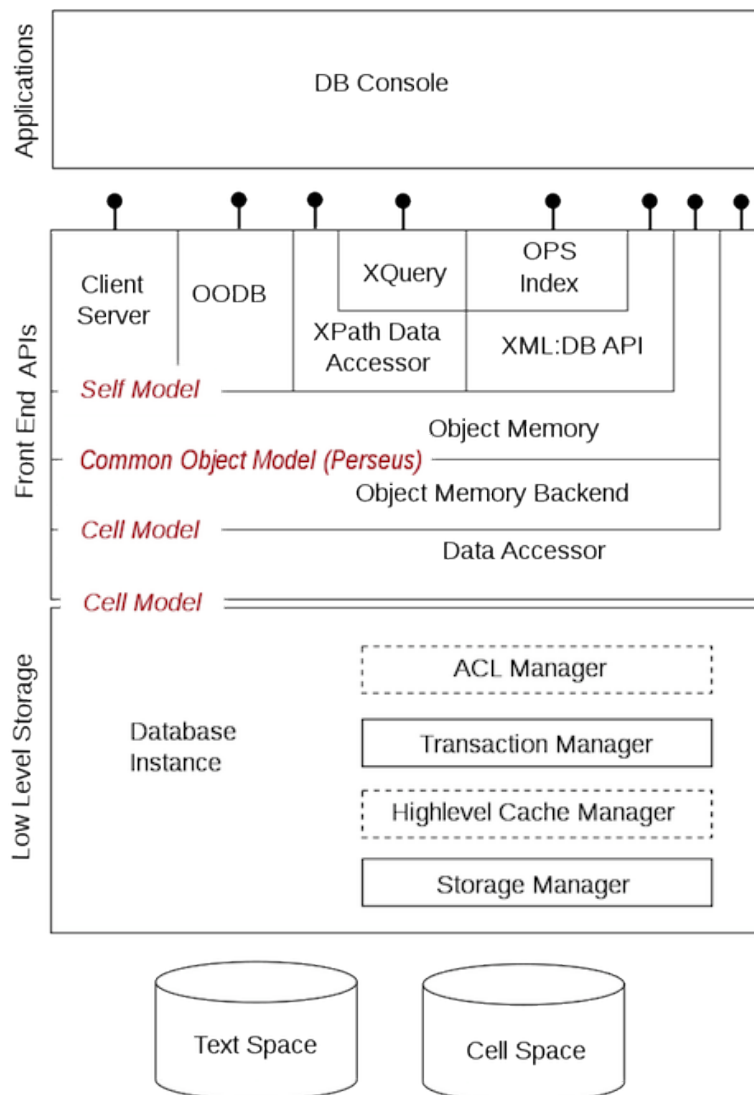 Applications
DB Console
Front End APIs
Client
Server
OODB
XQuery
OPS
Index
XPath Data
Accessor
XML:DB API
Self Model
Object Memory
Common Object Model (Perseus)
Object Memory Backend
Cell Model
Data Accessor
Cell Model
Low Level Storage
Database
Instance
ACL Manager
Transaction Manager
Highlevel Cache Manager
Storage Manager
Text Space
Cell Space